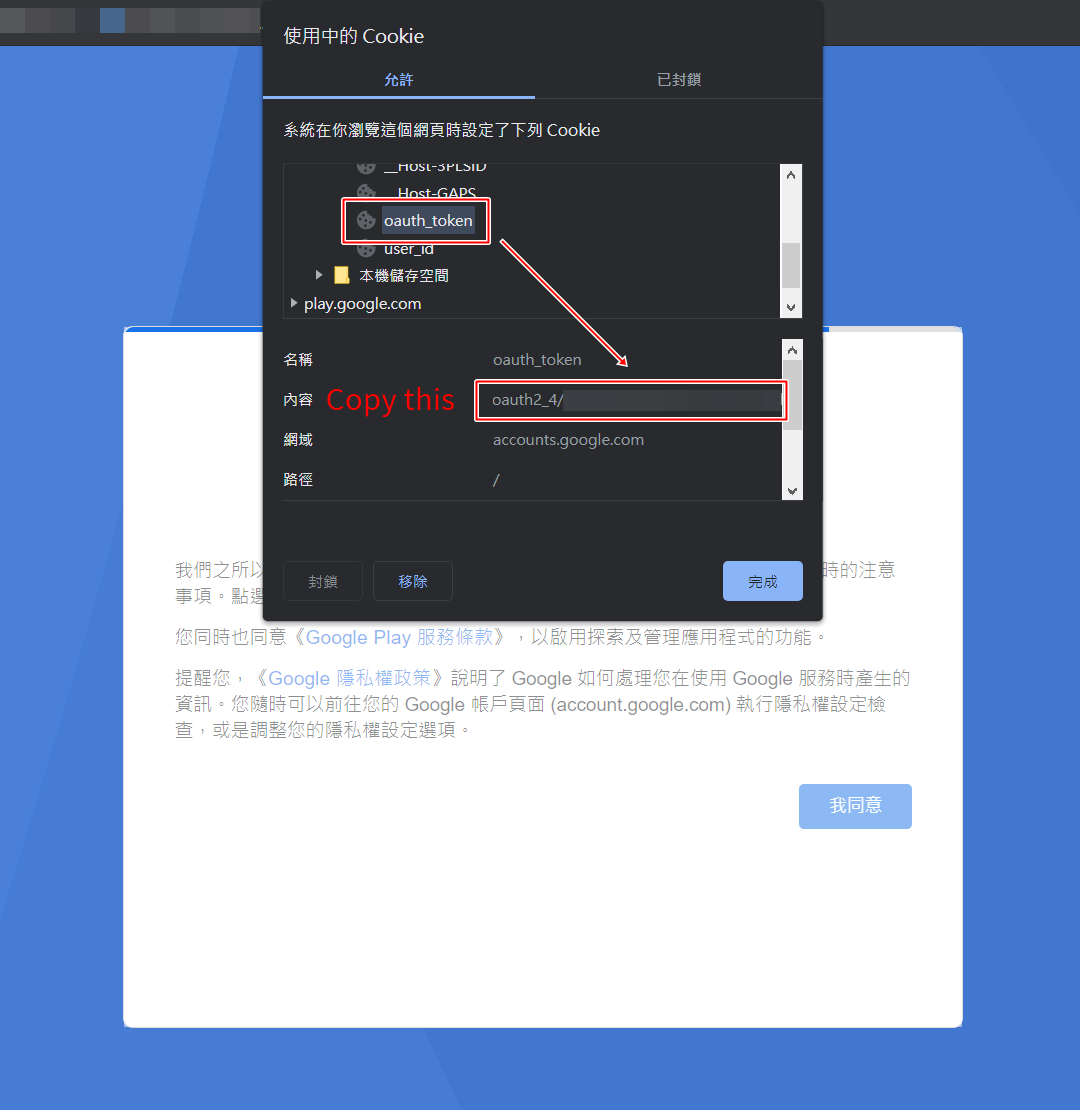 使用中的 Cookie
允許
已封鎖
系統在你瀏覽這個網頁時設定了下列 Cookie
__Host-3PLSID
__Host-GAPS
oauth_token
user_id
本機儲存空間
play.google.com
名稱
oauth_token
內容
Copy this
oauth2_4/
網域
accounts.google.com
路徑
/
封鎖
移除
完成
我們之所以
時的注意
事項。點選
您同時也同意《Google Play 服務條款》，以啟用探索及管理應用程式的功能。
提醒您，《Google 隱私權政策》說明了 Google 如何處理您在使用 Google 服務時產生的
資訊。您隨時可以前往您的 Google 帳戶頁面 (account.google.com) 執行隱私權設定檢
查，或是調整您的隱私權設定選項。
我同意